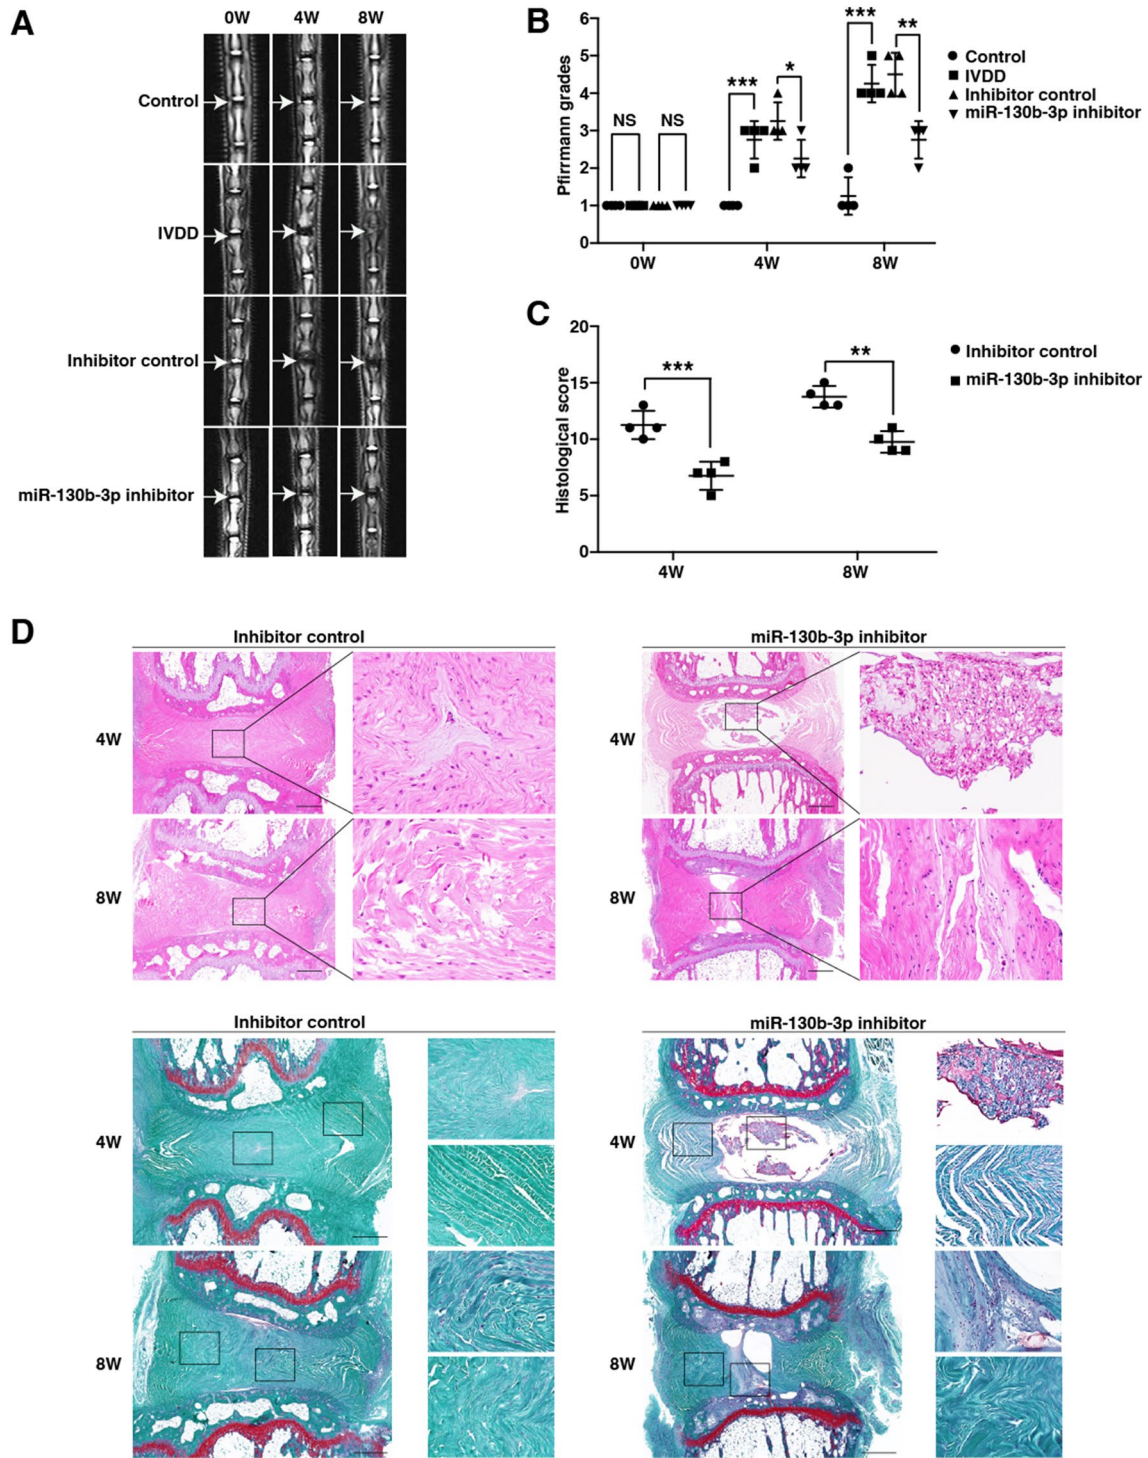 A
0W 4W 8W
Control
IVDD
Inhibitor control
miR-130b-3p inhibitor
B
Pfirrmann grades
6
5
4
3
2
1
0
NS NS
*** *
*** **
0W 4W 8W
Control
IVDD
Inhibitor control
miR-130b-3p inhibitor
C
Histological score
20
15
10
5
0
*** **
4W 8W
Inhibitor control
miR-130b-3p inhibitor
D
Inhibitor control miR-130b-3p inhibitor
4W 4W
8W 8W
Inhibitor control miR-130b-3p inhibitor
4W 4W
8W 8W